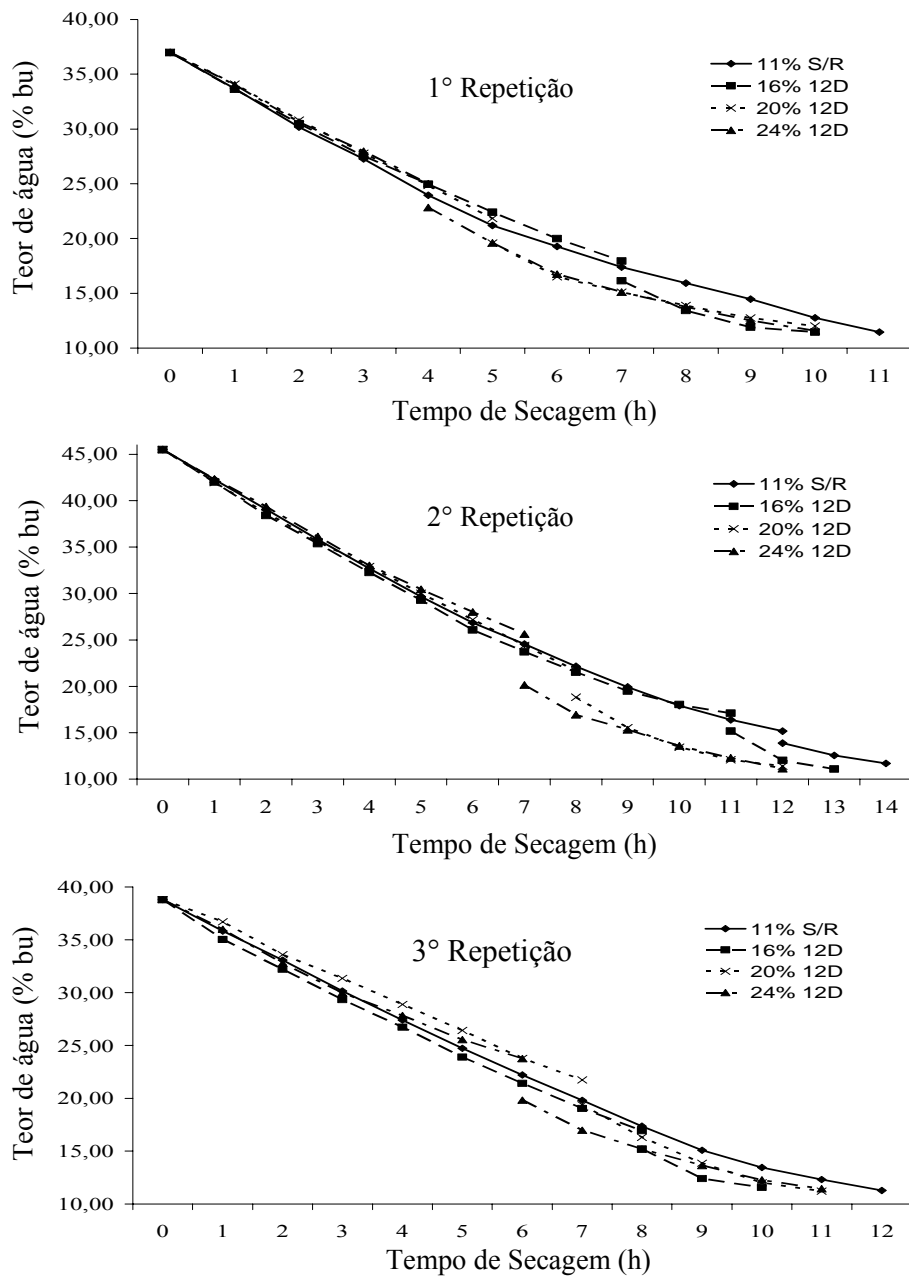 40,00
35,00
30,00
25,00
20,00
15,00
10,00
Teor de água (% bu)
1° Repetição
11% S/R
16% 12D
20% 12D
24% 12D
0 1 2 3 4 5 6 7 8 9 10 11
Tempo de Secagem (h)
45,00
40,00
35,00
30,00
25,00
20,00
15,00
10,00
Teor de água (% bu)
2° Repetição
11% S/R
16% 12D
20% 12D
24% 12D
0 1 2 3 4 5 6 7 8 9 10 11 12 13 14
Tempo de Secagem (h)
40,00
35,00
30,00
25,00
20,00
15,00
10,00
Teor de água (% bu)
3° Repetição
11% S/R
16% 12D
20% 12D
24% 12D
0 1 2 3 4 5 6 7 8 9 10 11 12
Tempo de Secagem (h)